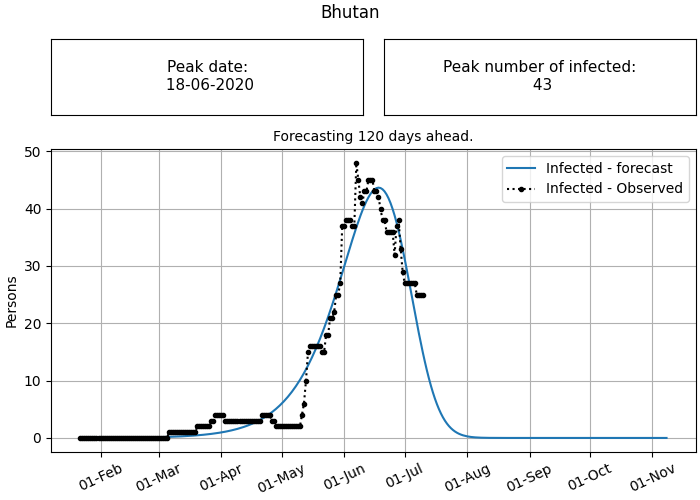 Bhutan
Peak date:
18-06-2020
Peak number of infected:
43
Forecasting 120 days ahead.
Infected - forecast
Infected - Observed
Persons
50
40
30
20
10
0
01-Feb
01-Mar
01-Apr
01-May
01-Jun
01-Jul
01-Aug
01-Sep
01-Oct
01-Nov